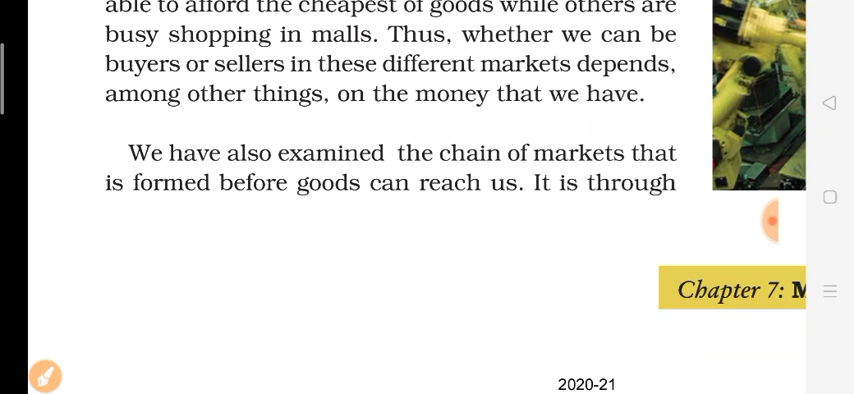 able to afford the cheapest of goods while others are
busy shopping in malls. Thus, whether we can be
buyers or sellers in these different markets depends,
among other things, on the money that we have.
We have also examined the chain of markets that
is formed before goods can reach us. It is through
Chapter 7: M
2020-21